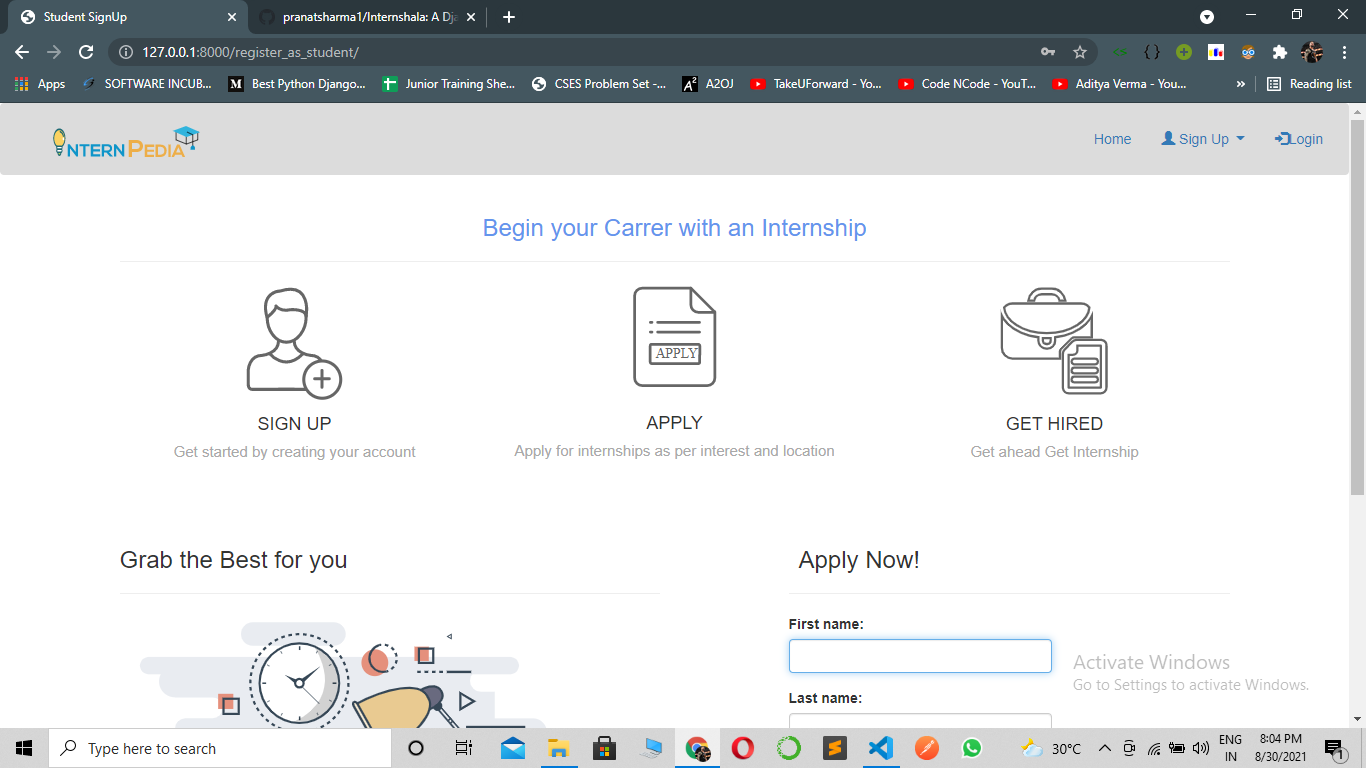 Student SignUp
pranatsharma1/Internshala: A Dja
127.0.0.1:8000/register_as_student/
Apps
SOFTWARE INCUB...
M
Best Python Django...
Junior Training She...
CSES Problem Set -...
A²
A2OJ
TakeUForward - Yo...
Code NCode - YouT...
Aditya Verma - You...
»
Reading list
INTERN PEDIA
Home
Sign Up
Login
Begin your Carrer with an Internship
APPLY
SIGN UP
APPLY
GET HIRED
Get started by creating your account
Apply for internships as per interest and location
Get ahead Get Internship
Grab the Best for you
Apply Now!
First name:
Last name:
Activate Windows
Go to Settings to activate Windows.
Type here to search
30°C
ENG
IN
8:04 PM
8/30/2021
1